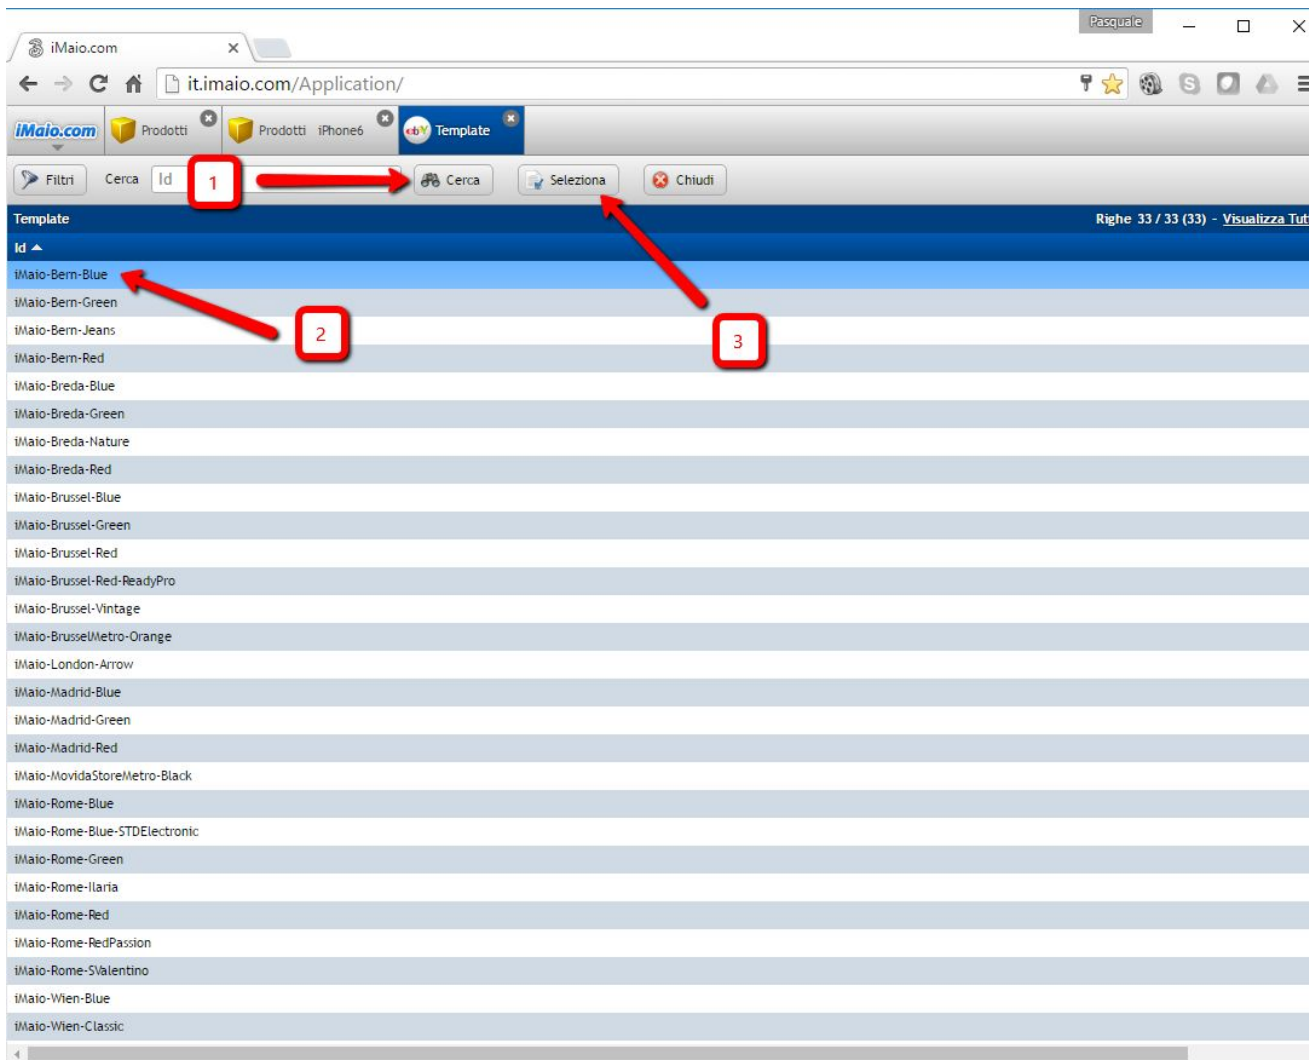 Pasquale
iMaio.com
it.imaio.com/Application/
iMaio.com Prodotti Prodotti iPhone6 ebY Template
Filtri Cerca Id 1 Cerca Seleziona Chiudi
Template Righe 33 / 33 (33) - Visualizza Tut
Id
iMaio-Bern-Blue
iMaio-Bern-Green
iMaio-Bern-Jeans
2
3
iMaio-Bern-Red
iMaio-Breda-Blue
iMaio-Breda-Green
iMaio-Breda-Nature
iMaio-Breda-Red
iMaio-Brussel-Blue
iMaio-Brussel-Green
iMaio-Brussel-Red
iMaio-Brussel-Red-ReadyPro
iMaio-Brussel-Vintage
iMaio-BrusselMetro-Orange
iMaio-London-Arrow
iMaio-Madrid-Blue
iMaio-Madrid-Green
iMaio-Madrid-Red
iMaio-MovidaStoreMetro-Black
iMaio-Rome-Blue
iMaio-Rome-Blue-STDElectronic
iMaio-Rome-Green
iMaio-Rome-Ilaria
iMaio-Rome-Red
iMaio-Rome-RedPassion
iMaio-Rome-SValentino
iMaio-Wien-Blue
iMaio-Wien-Classic